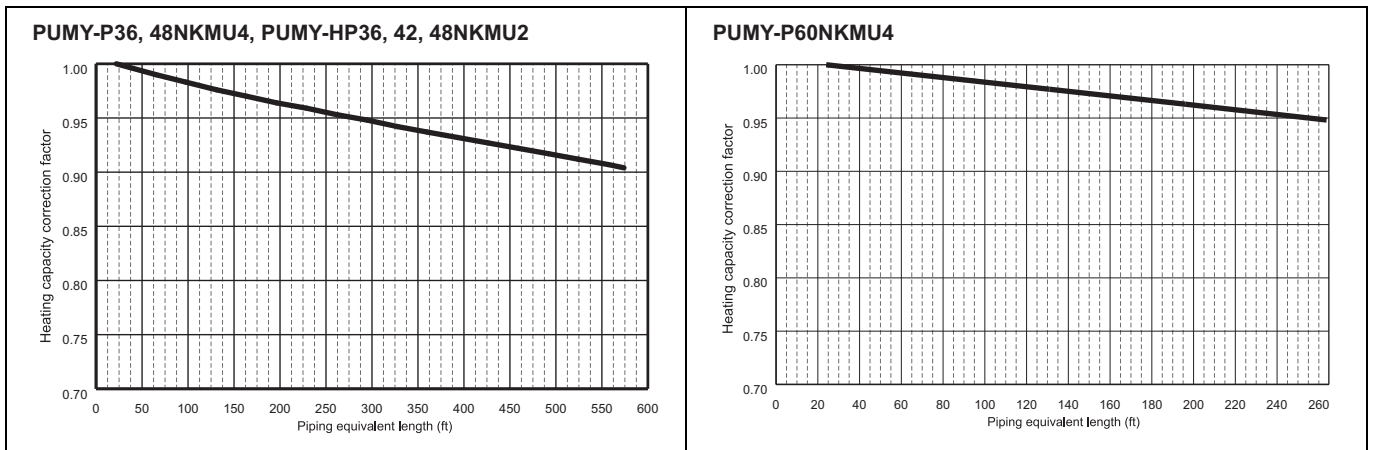 PUMY-P36, 48NKMU4, PUMY-HP36, 42, 48NKMU2
Heating capacity correction factor
1.00
0.95
0.90
0.85
0.80
0.75
0.70
0 50 100 150 200 250 300 350 400 450 500 550 600
Piping equivalent length (ft)
PUMY-P60NKMU4
Heating capacity correction factor
1.00
0.95
0.90
0.85
0.80
0.75
0.70
0 20 40 60 80 100 120 140 160 180 200 220 240 260
Piping equivalent length (ft)